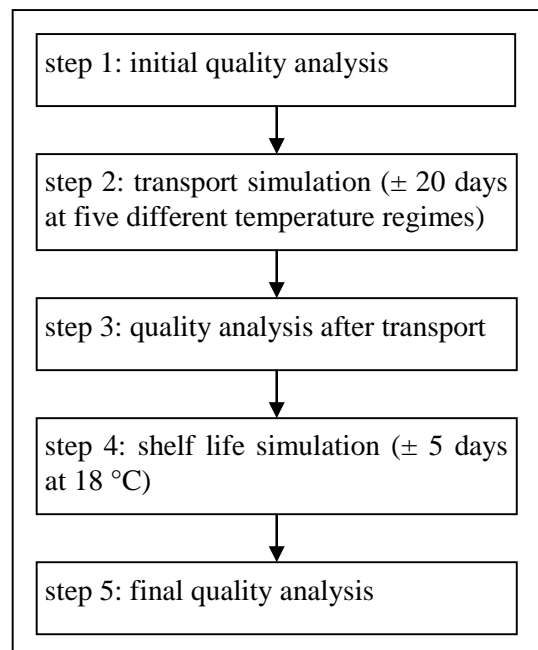 step 1: initial quality analysis
step 2: transport simulation (± 20 days
at five different temperature regimes)
step 3: quality analysis after transport
step 4: shelf life simulation (± 5 days
at 18 °C)
step 5: final quality analysis